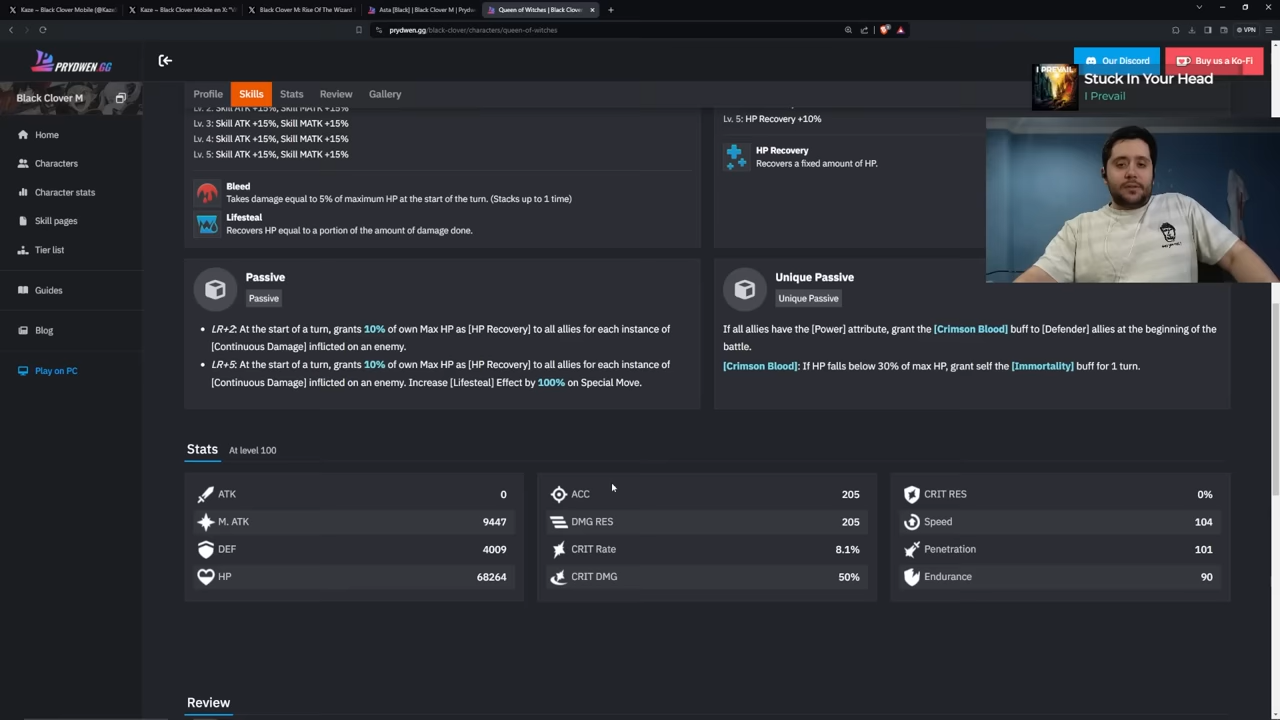 Kaze – Black Clover Mobile (@Kaze
Kaze – Black Clover Mobile en X: "V
Black Clover M: Rise Of The Wizard
Asta [Black] | Black Clover M | Prydw
Queen of Witches | Black Clover
prydwen.gg/black-clover/characters/queen-of-witches
VPN
PRYDWEN.GG
Our Discord
Buy us a Ko-Fi
I PREVAIL
Stuck In Your Head
I Prevail
Black Clover M
Profile
Skills
Stats
Review
Gallery
Home
Characters
Character stats
Skill pages
Tier list
Guides
Blog
Play on PC
Lv. 2: Skill ATK +15%, Skill MATK +15%
Lv. 3: Skill ATK +15%, Skill MATK +15%
Lv. 4: Skill ATK +15%, Skill MATK +15%
Lv. 5: Skill ATK +15%, Skill MATK +15%
Bleed
Takes damage equal to 5% of maximum HP at the start of the turn. (Stacks up to 1 time)
Lifesteal
Recovers HP equal to a portion of the amount of damage done.
Lv. 5: HP Recovery +10%
HP Recovery
Recovers a fixed amount of HP.
Passive
Passive
LR+2: At the start of a turn, grants 10% of own Max HP as [HP Recovery] to all allies for each instance of
[Continuous Damage] inflicted on an enemy.
LR+5: At the start of a turn, grants 10% of own Max HP as [HP Recovery] to all allies for each instance of
[Continuous Damage] inflicted on an enemy. Increase [Lifesteal] Effect by 100% on Special Move.
Unique Passive
Unique Passive
If all allies have the [Power] attribute, grant the [Crimson Blood] buff to [Defender] allies at the beginning of the
battle.
[Crimson Blood]: If HP falls below 30% of max HP, grant self the [Immortality] buff for 1 turn.
Stats At level 100
ATK 0
M. ATK 9447
DEF 4009
HP 68264
ACC 205
DMG RES 205
CRIT Rate 8.1%
CRIT DMG 50%
CRIT RES 0%
Speed 104
Penetration 101
Endurance 90
Review